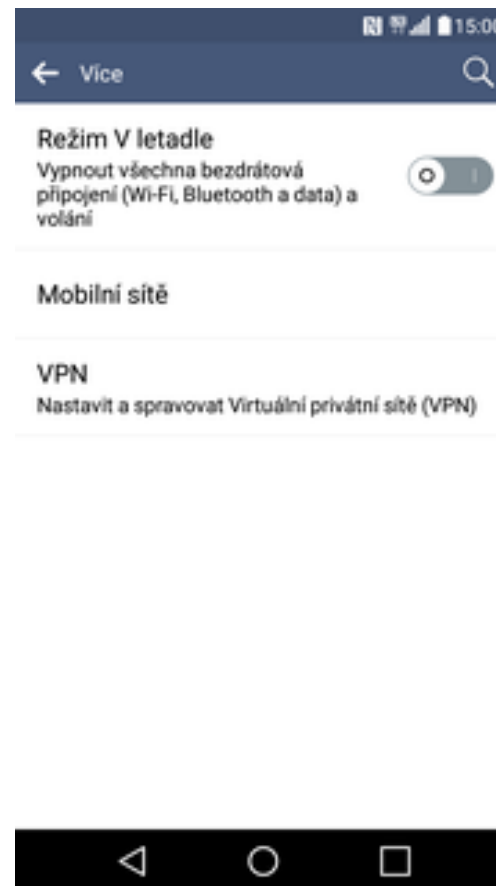 15:00
Více
Režim V letadle
Vypnout všechna bezdrátová
připojení (Wi-Fi, Bluetooth a data) a
volání
Mobilní sítě
VPN
Nastavit a spravovat Virtuální privátní sítě (VPN)